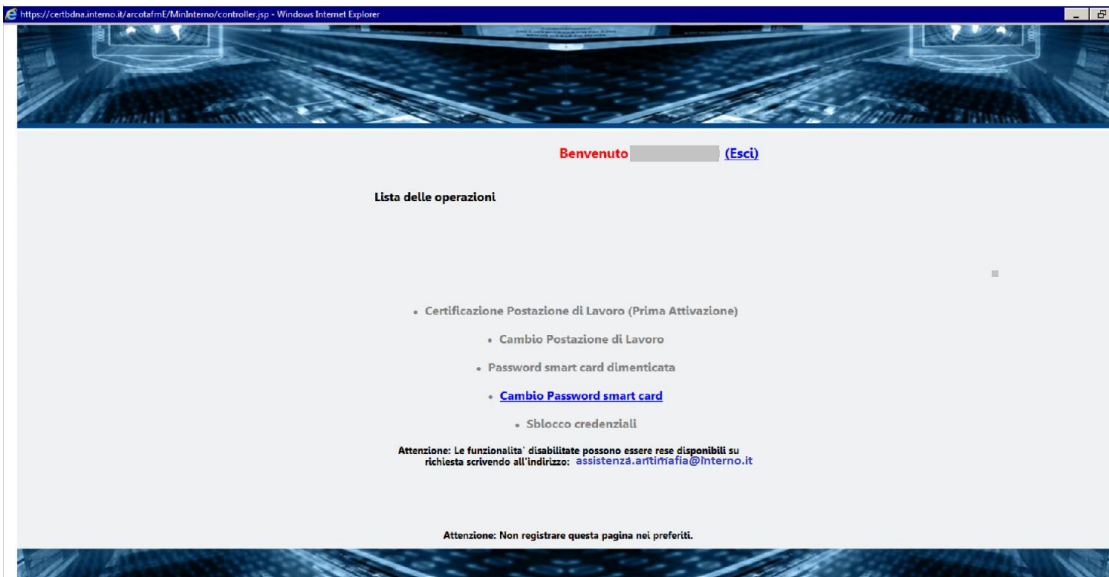 https://certbdna.interno.it/arcotafmE/MinInterno/controller.jsp - Windows Internet Explorer
Benvenuto (Esci)
Lista delle operazioni
• Certificazione Postazione di Lavoro (Prima Attivazione)
• Cambio Postazione di Lavoro
• Password smart card dimenticata
• Cambio Password smart card
• Sblocco credenziali
Attenzione: Le funzionalita' disabilitate possono essere rese disponibili su
richiesta scrivendo all'indirizzo: assistenza.antimafia@interno.it
Attenzione: Non registrare questa pagina nei preferiti.